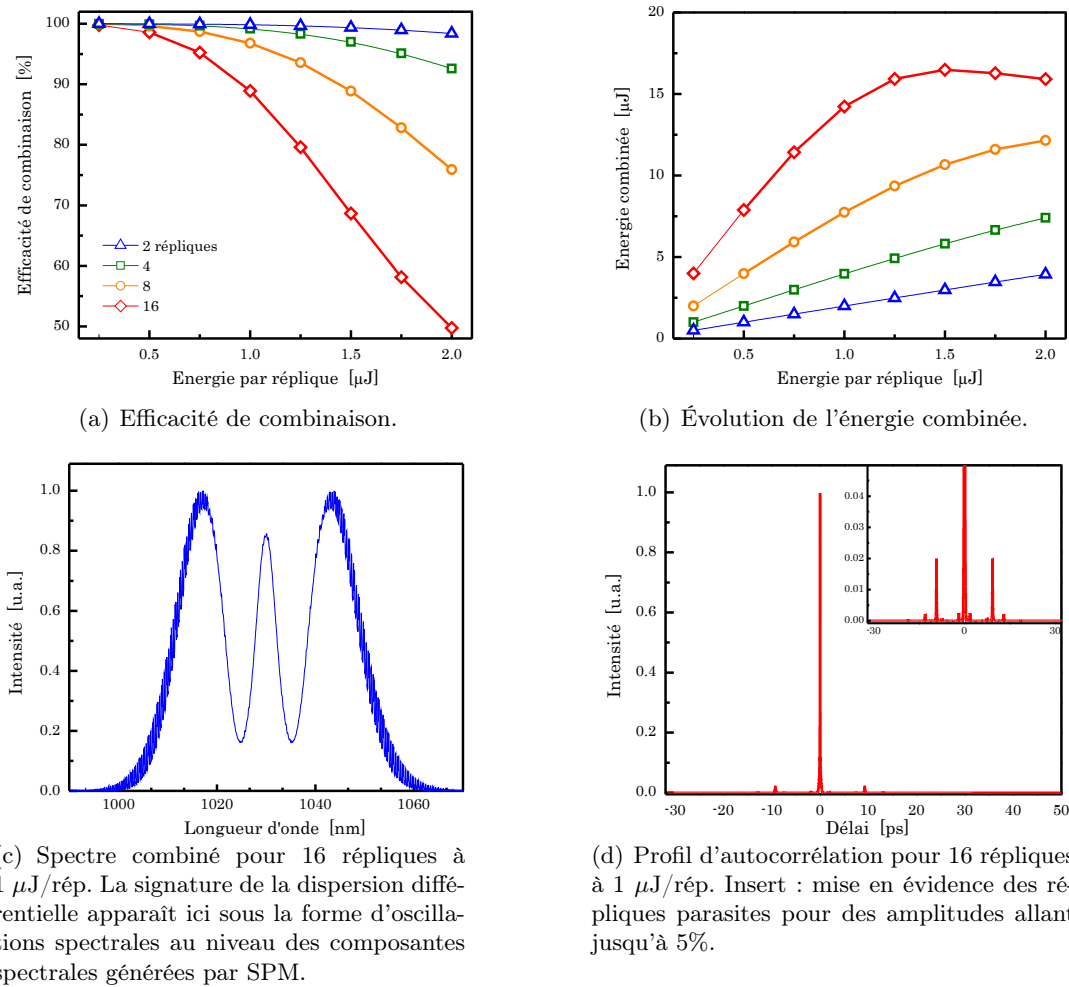 100
90
80
70
60
50
Efficacité de combinaison [%]
2 répliques
4
8
16
0.5
1.0
1.5
2.0
Energie par réplique [µJ]
(a) Efficacité de combinaison.
20
15
10
5
0
Energie combinée [µJ]
0.5
1.0
1.5
2.0
Energie par réplique [µJ]
(b) Évolution de l'énergie combinée.
1.0
0.8
0.6
0.4
0.2
0.0
Intensité [u.a.]
1000
1020
1040
1060
Longueur d'onde [nm]
(c) Spectre combiné pour 16 répliques à
1 µJ/rép. La signature de la dispersion diffé-
rentielle apparaît ici sous la forme d'oscilla-
tions spectrales au niveau des composantes
spectrales générées par SPM.
1.0
0.8
0.6
0.4
0.2
0.0
Intensité [u.a.]
0.04
0.03
0.02
0.01
0.00
-30
0
30
-30
-20
-10
0
10
20
30
40
50
Délai [ps]
(d) Profil d'autocorrélation pour 16 répliques
à 1 µJ/rép. Insert : mise en évidence des ré-
pliques parasites pour des amplitudes allant
jusqu'à 5%.